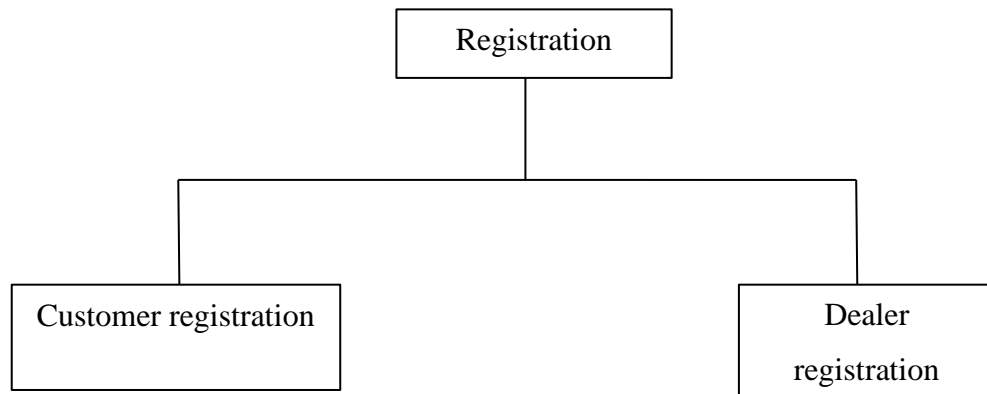 Registration
Customer registration
Dealer
registration